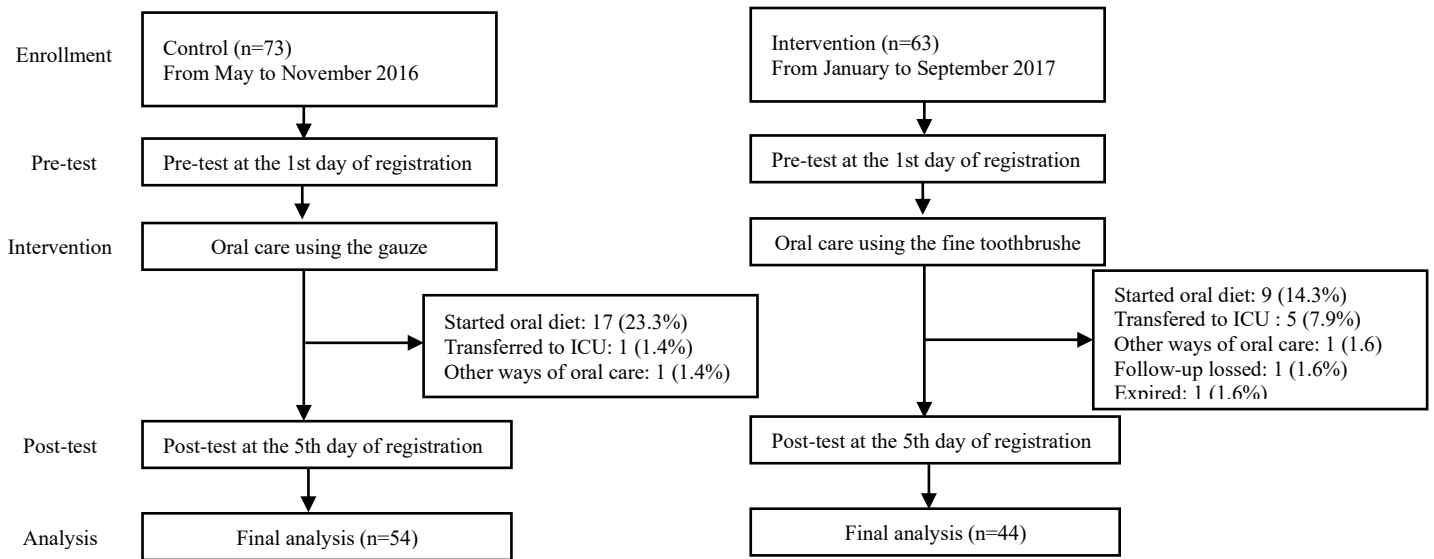 Enrollment
Control (n=73)
From May to November 2016
Intervention (n=63)
From January to September 2017
Pre-test
Pre-test at the 1st day of registration
Pre-test at the 1st day of registration
Intervention
Oral care using the gauze
Oral care using the fine toothbrushe
Started oral diet: 17 (23.3%)
Transferred to ICU: 1 (1.4%)
Other ways of oral care: 1 (1.4%)
Started oral diet: 9 (14.3%)
Transfered to ICU : 5 (7.9%)
Other ways of oral care: 1 (1.6)
Follow-up lossed: 1 (1.6%)
Expired: 1 (1.6%)
Post-test
Post-test at the 5th day of registration
Post-test at the 5th day of registration
Analysis
Final analysis (n=54)
Final analysis (n=44)